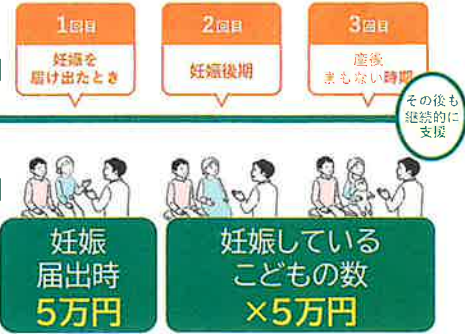 1回目
妊娠を
届け出たとき
2回目
妊娠後期
3回目
産後
まもない時期
その後も
継続的に
支援
妊娠
届出時
5万円
妊娠している
こどもの数
×5万円